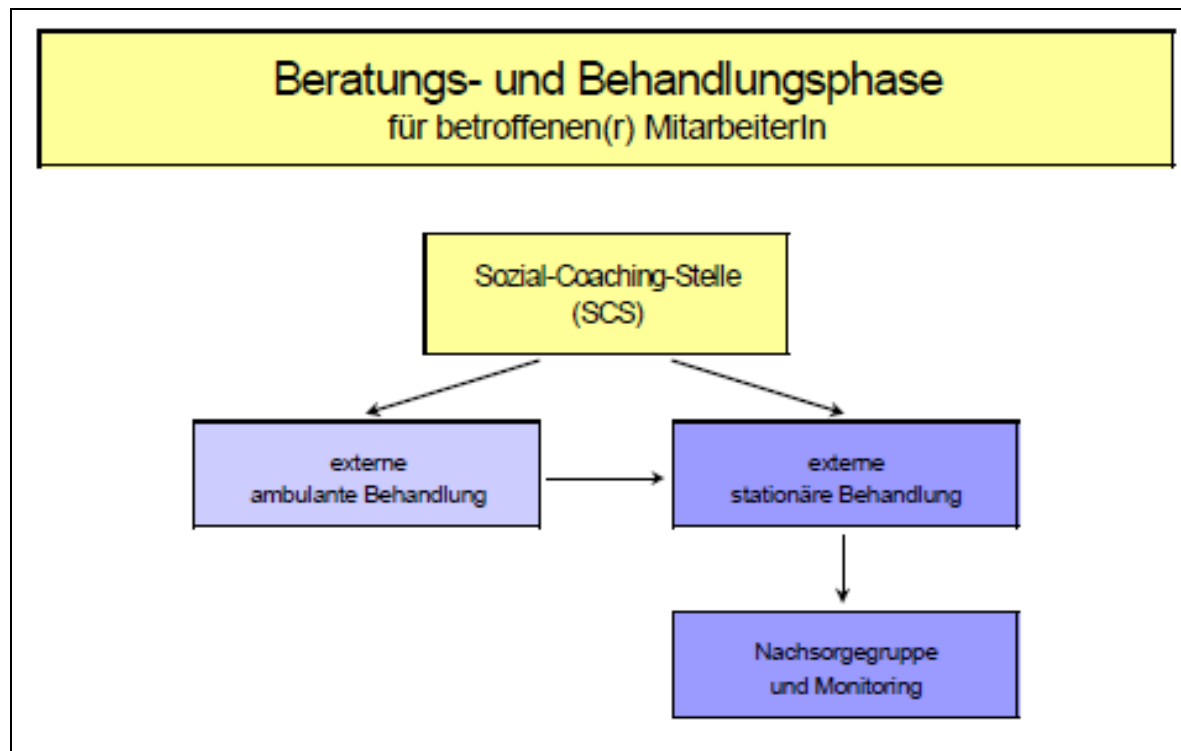 Beratungs- und Behandlungsphase
für betroffenen(r) MitarbeiterIn
Sozial-Coaching-Stelle
(SCS)
externe
ambulante Behandlung
externe
stationäre Behandlung
Nachsorgegruppe
und Monitoring